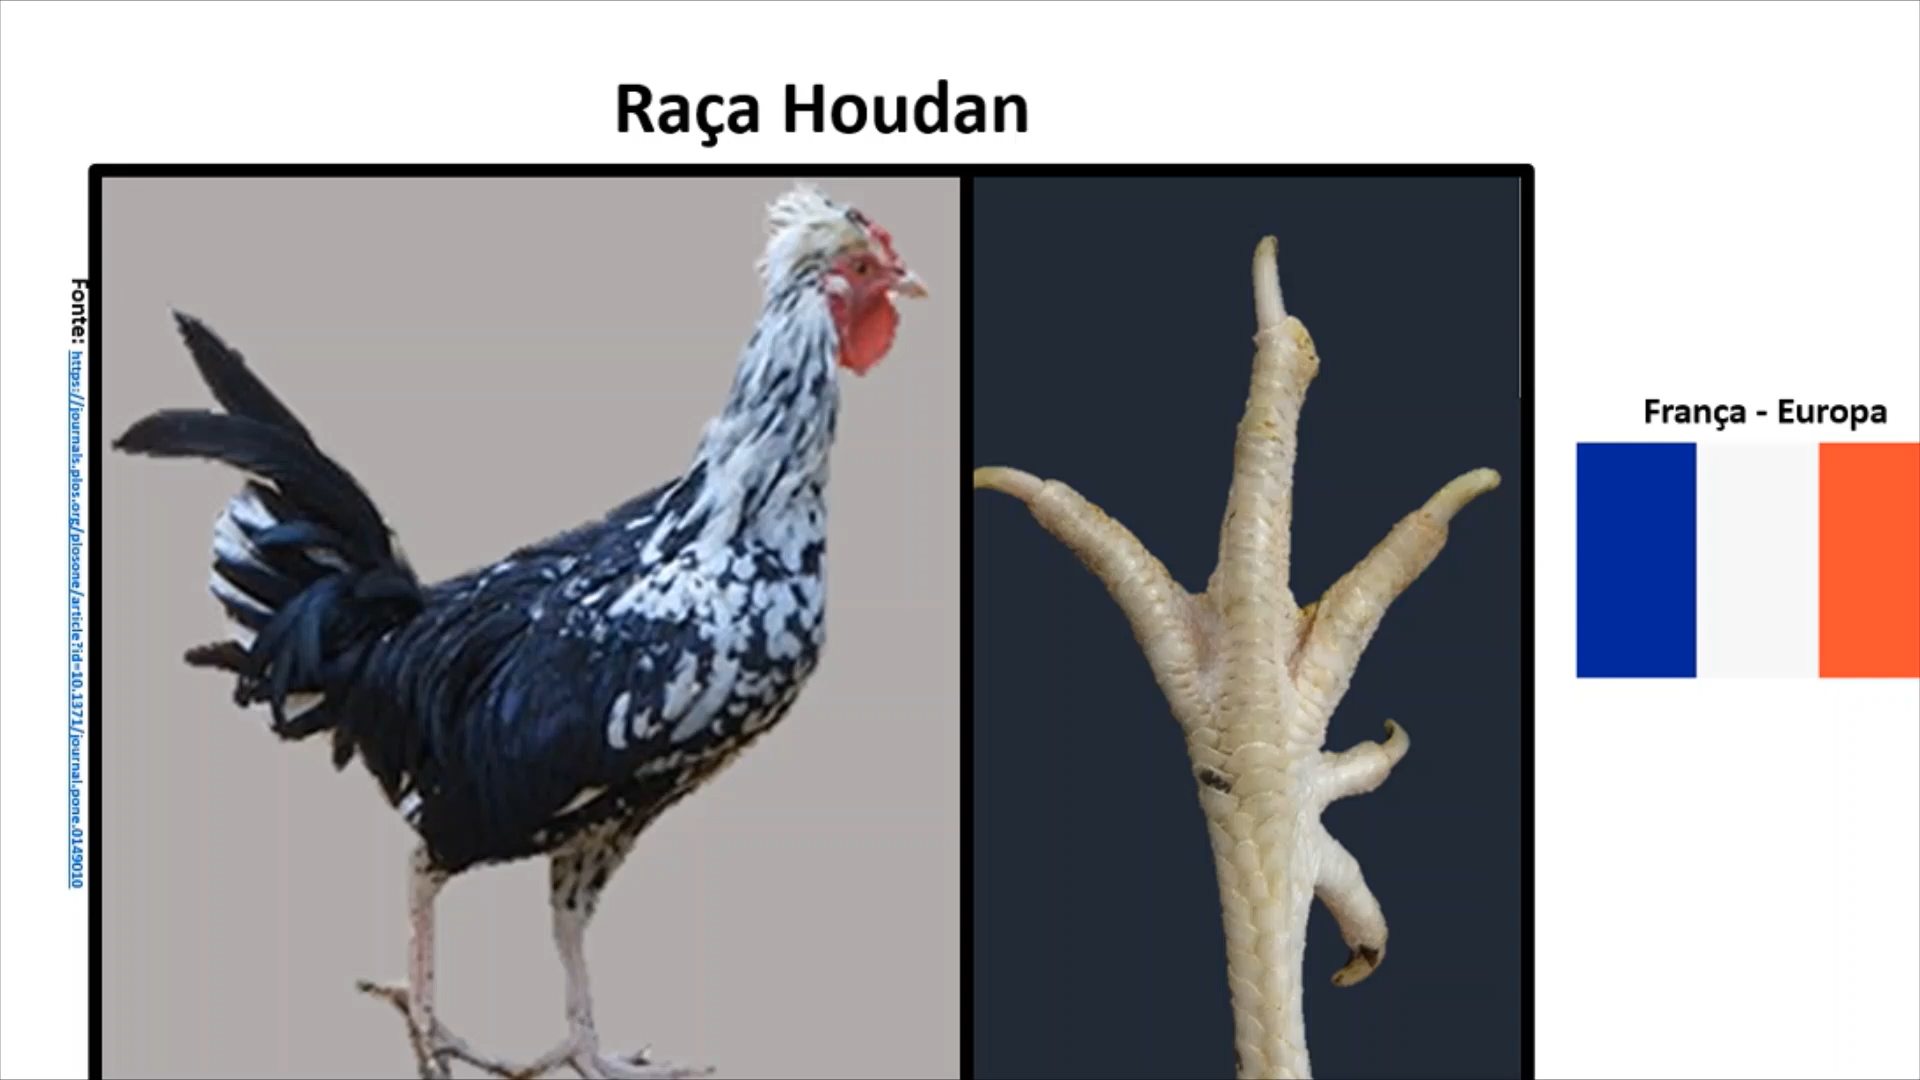 Raça Houdan
Fonte: https://journals.plos.org/plosone/article?id=10.1371/journal.pone.0149010
França - Europa